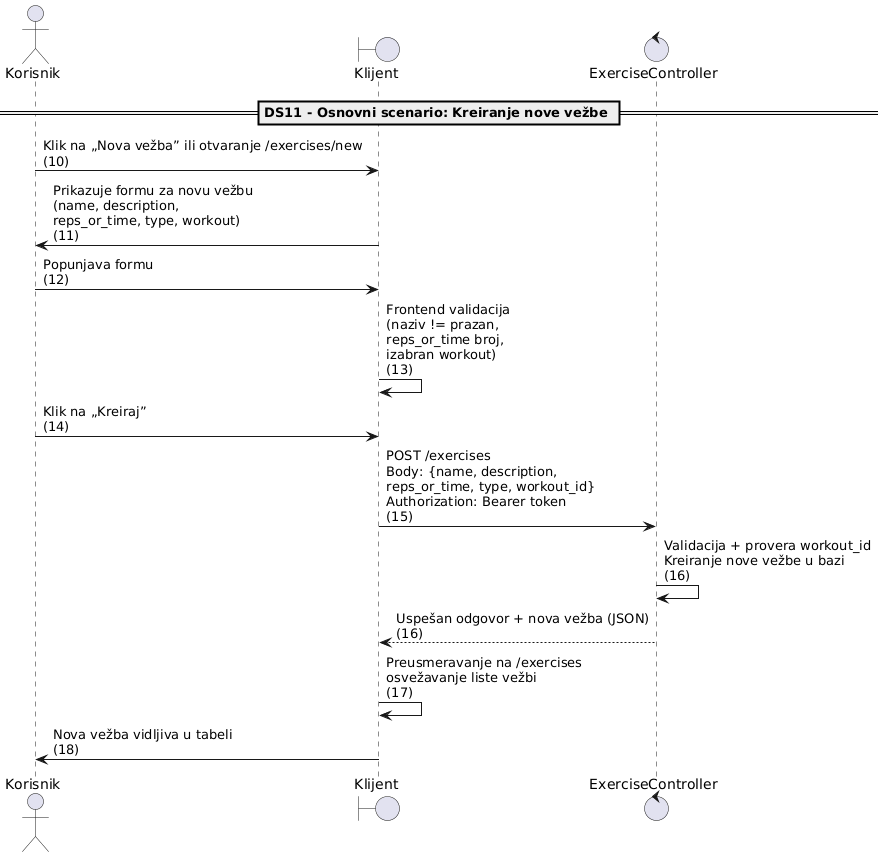 Korisnik
Klijent
ExerciseController
DS11 - Osnovni scenario: Kreiranje nove vežbe
Klik na „Nova vežba” ili otvaranje /exercises/new
(10)
Prikazuje formu za novu vežbu
(name, description,
reps_or_time, type, workout)
(11)
Popunjava formu
(12)
Frontend validacija
(naziv != prazan,
reps_or_time broj,
izabran workout)
(13)
Klik na „Kreiraj”
(14)
POST /exercises
Body: {name, description,
reps_or_time, type, workout_id}
Authorization: Bearer token
(15)
Validacija + provera workout_id
Kreiranje nove vežbe u bazi
(16)
Uspešan odgovor + nova vežba (JSON)
(16)
Preusmeravanje na /exercises
osvežavanje liste vežbi
(17)
Nova vežba vidljiva u tabeli
(18)
Korisnik
Klijent
ExerciseController